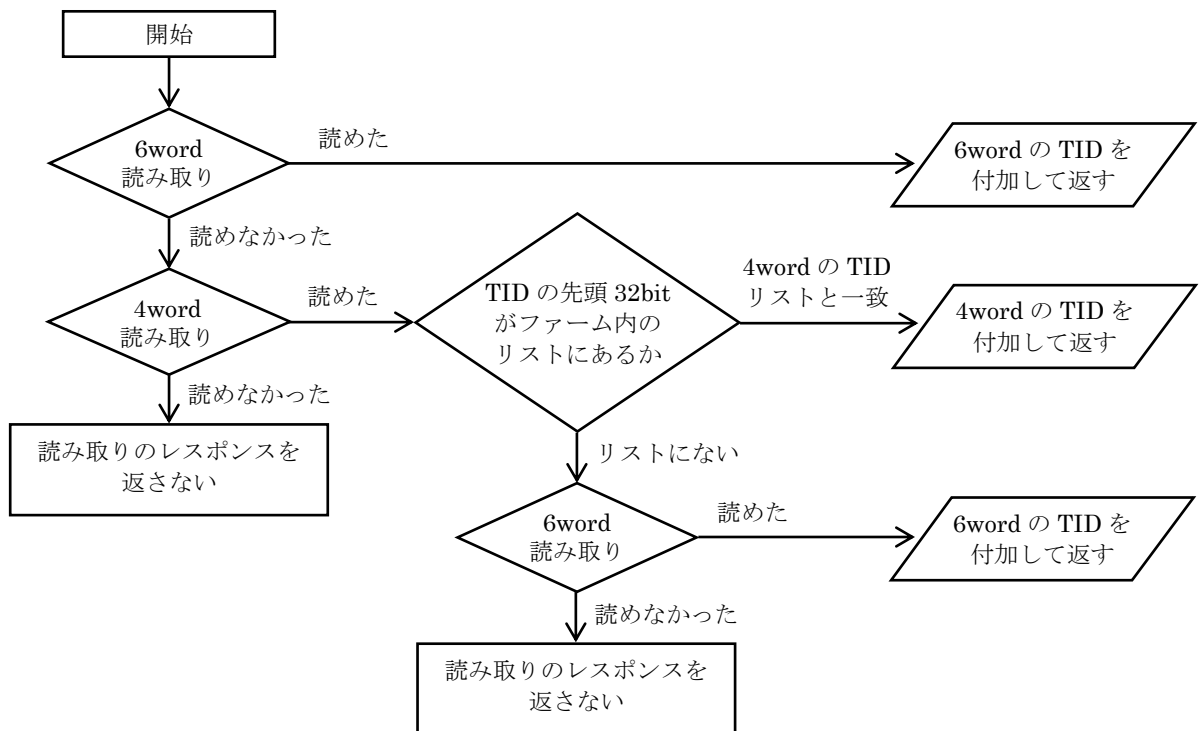 開始
6word
読み取り
読めた
6word の TID を
付加して返す
読めなかった
4word
読み取り
読めた
TID の先頭 32bit
がファーム内の
リストにあるか
4word の TID
リストと一致
4word の TID を
付加して返す
読めなかった
読み取りのレスポンスを
返さない
リストにない
6word
読み取り
読めた
6word の TID を
付加して返す
読めなかった
読み取りのレスポンスを
返さない